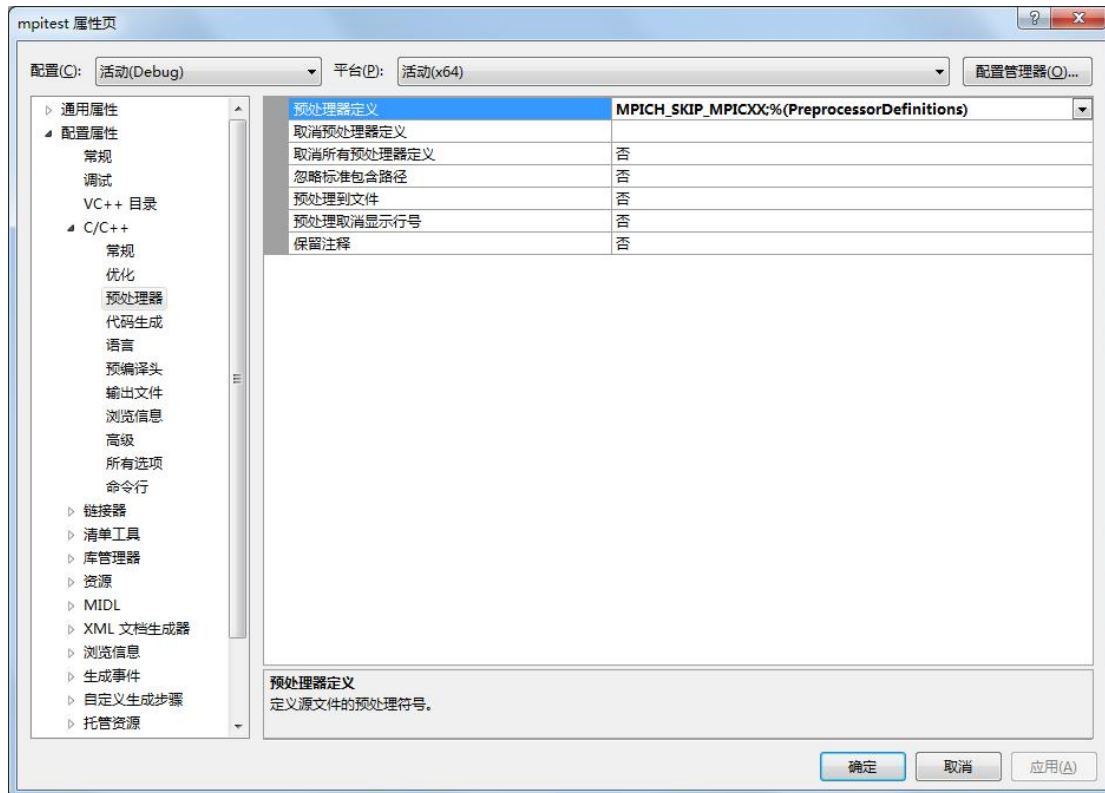 mpitest 属性页
配置(C): 活动(Debug) 平台(P): 活动(x64) 配置管理器(O)...
通用属性
配置属性
常规
调试
VC++ 目录
C/C++
常规
优化
预处理器
代码生成
语言
预编译头
输出文件
浏览信息
高级
所有选项
命令行
链接器
清单工具
库管理器
资源
MIDL
XML 文档生成器
浏览信息
生成事件
自定义生成步骤
托管资源
预处理器定义 MPICH_SKIP_MPICXX;%(PreprocessorDefinitions)
取消预处理器定义
取消所有预处理器定义 否
忽略标准包含路径 否
预处理到文件 否
预处理取消显示行号 否
保留注释 否
预处理器定义
定义源文件的预处理符号。
确定 取消 应用(A)